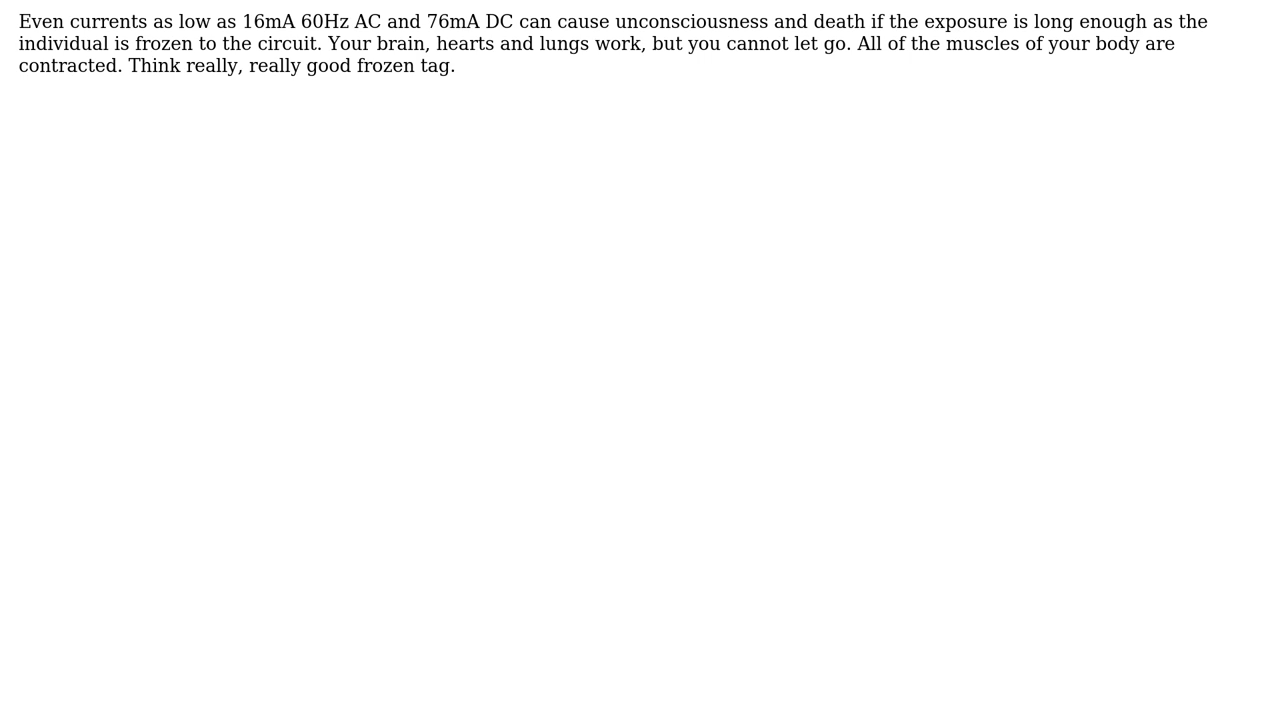 Even currents as low as 16mA 60Hz AC and 76mA DC can cause unconsciousness and death if the exposure is long enough as the
individual is frozen to the circuit. Your brain, hearts and lungs work, but you cannot let go. All of the muscles of your body are
contracted. Think really, really good frozen tag.